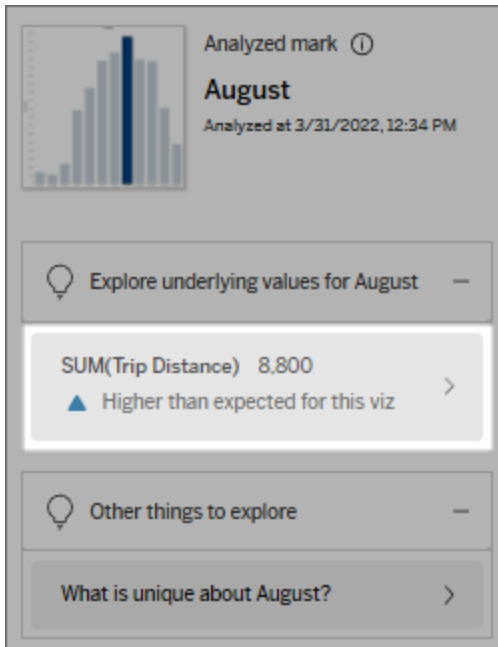 Analyzed mark
August
Analyzed at 3/31/2022, 12:34 PM
Explore underlying values for August
SUM(Trip Distance) 8,800
Higher than expected for this viz
Other things to explore
What is unique about August?